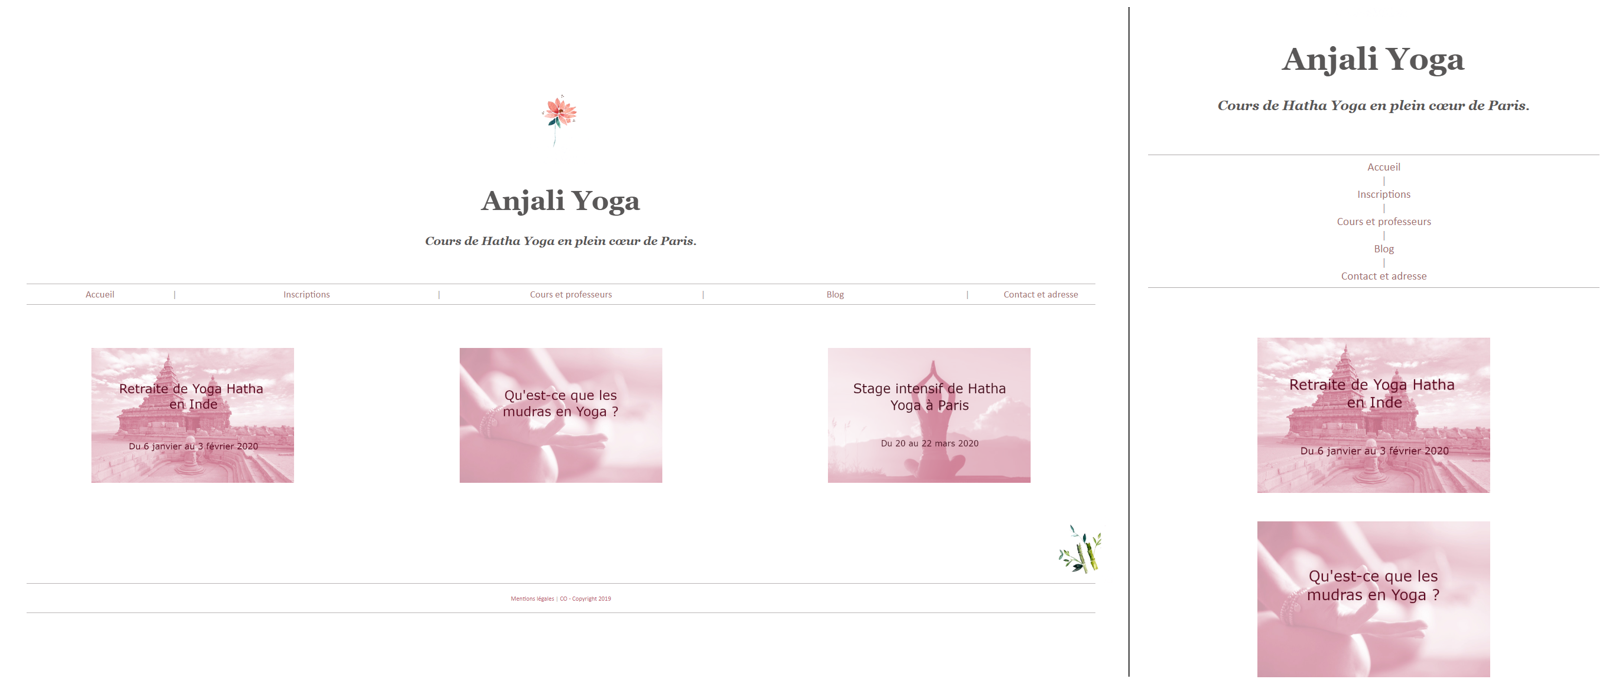 Anjali Yoga
Cours de Hatha Yoga en plein cœur de Paris.
Accueil | Inscriptions | Cours et professeurs | Blog | Contact et adresse
Retraite de Yoga Hatha
en Inde
Du 6 janvier au 3 février 2020
Qu'est-ce que les
mudras en Yoga ?
Stage intensif de Hatha
Yoga à Paris
Du 20 au 22 mars 2020
Mentions légales | CO - Copyright 2019
Anjali Yoga
Cours de Hatha Yoga en plein cœur de Paris.
Accueil
|
Inscriptions
|
Cours et professeurs
|
Blog
|
Contact et adresse
Retraite de Yoga Hatha
en Inde
Du 6 janvier au 3 février 2020
Qu'est-ce que les
mudras en Yoga ?